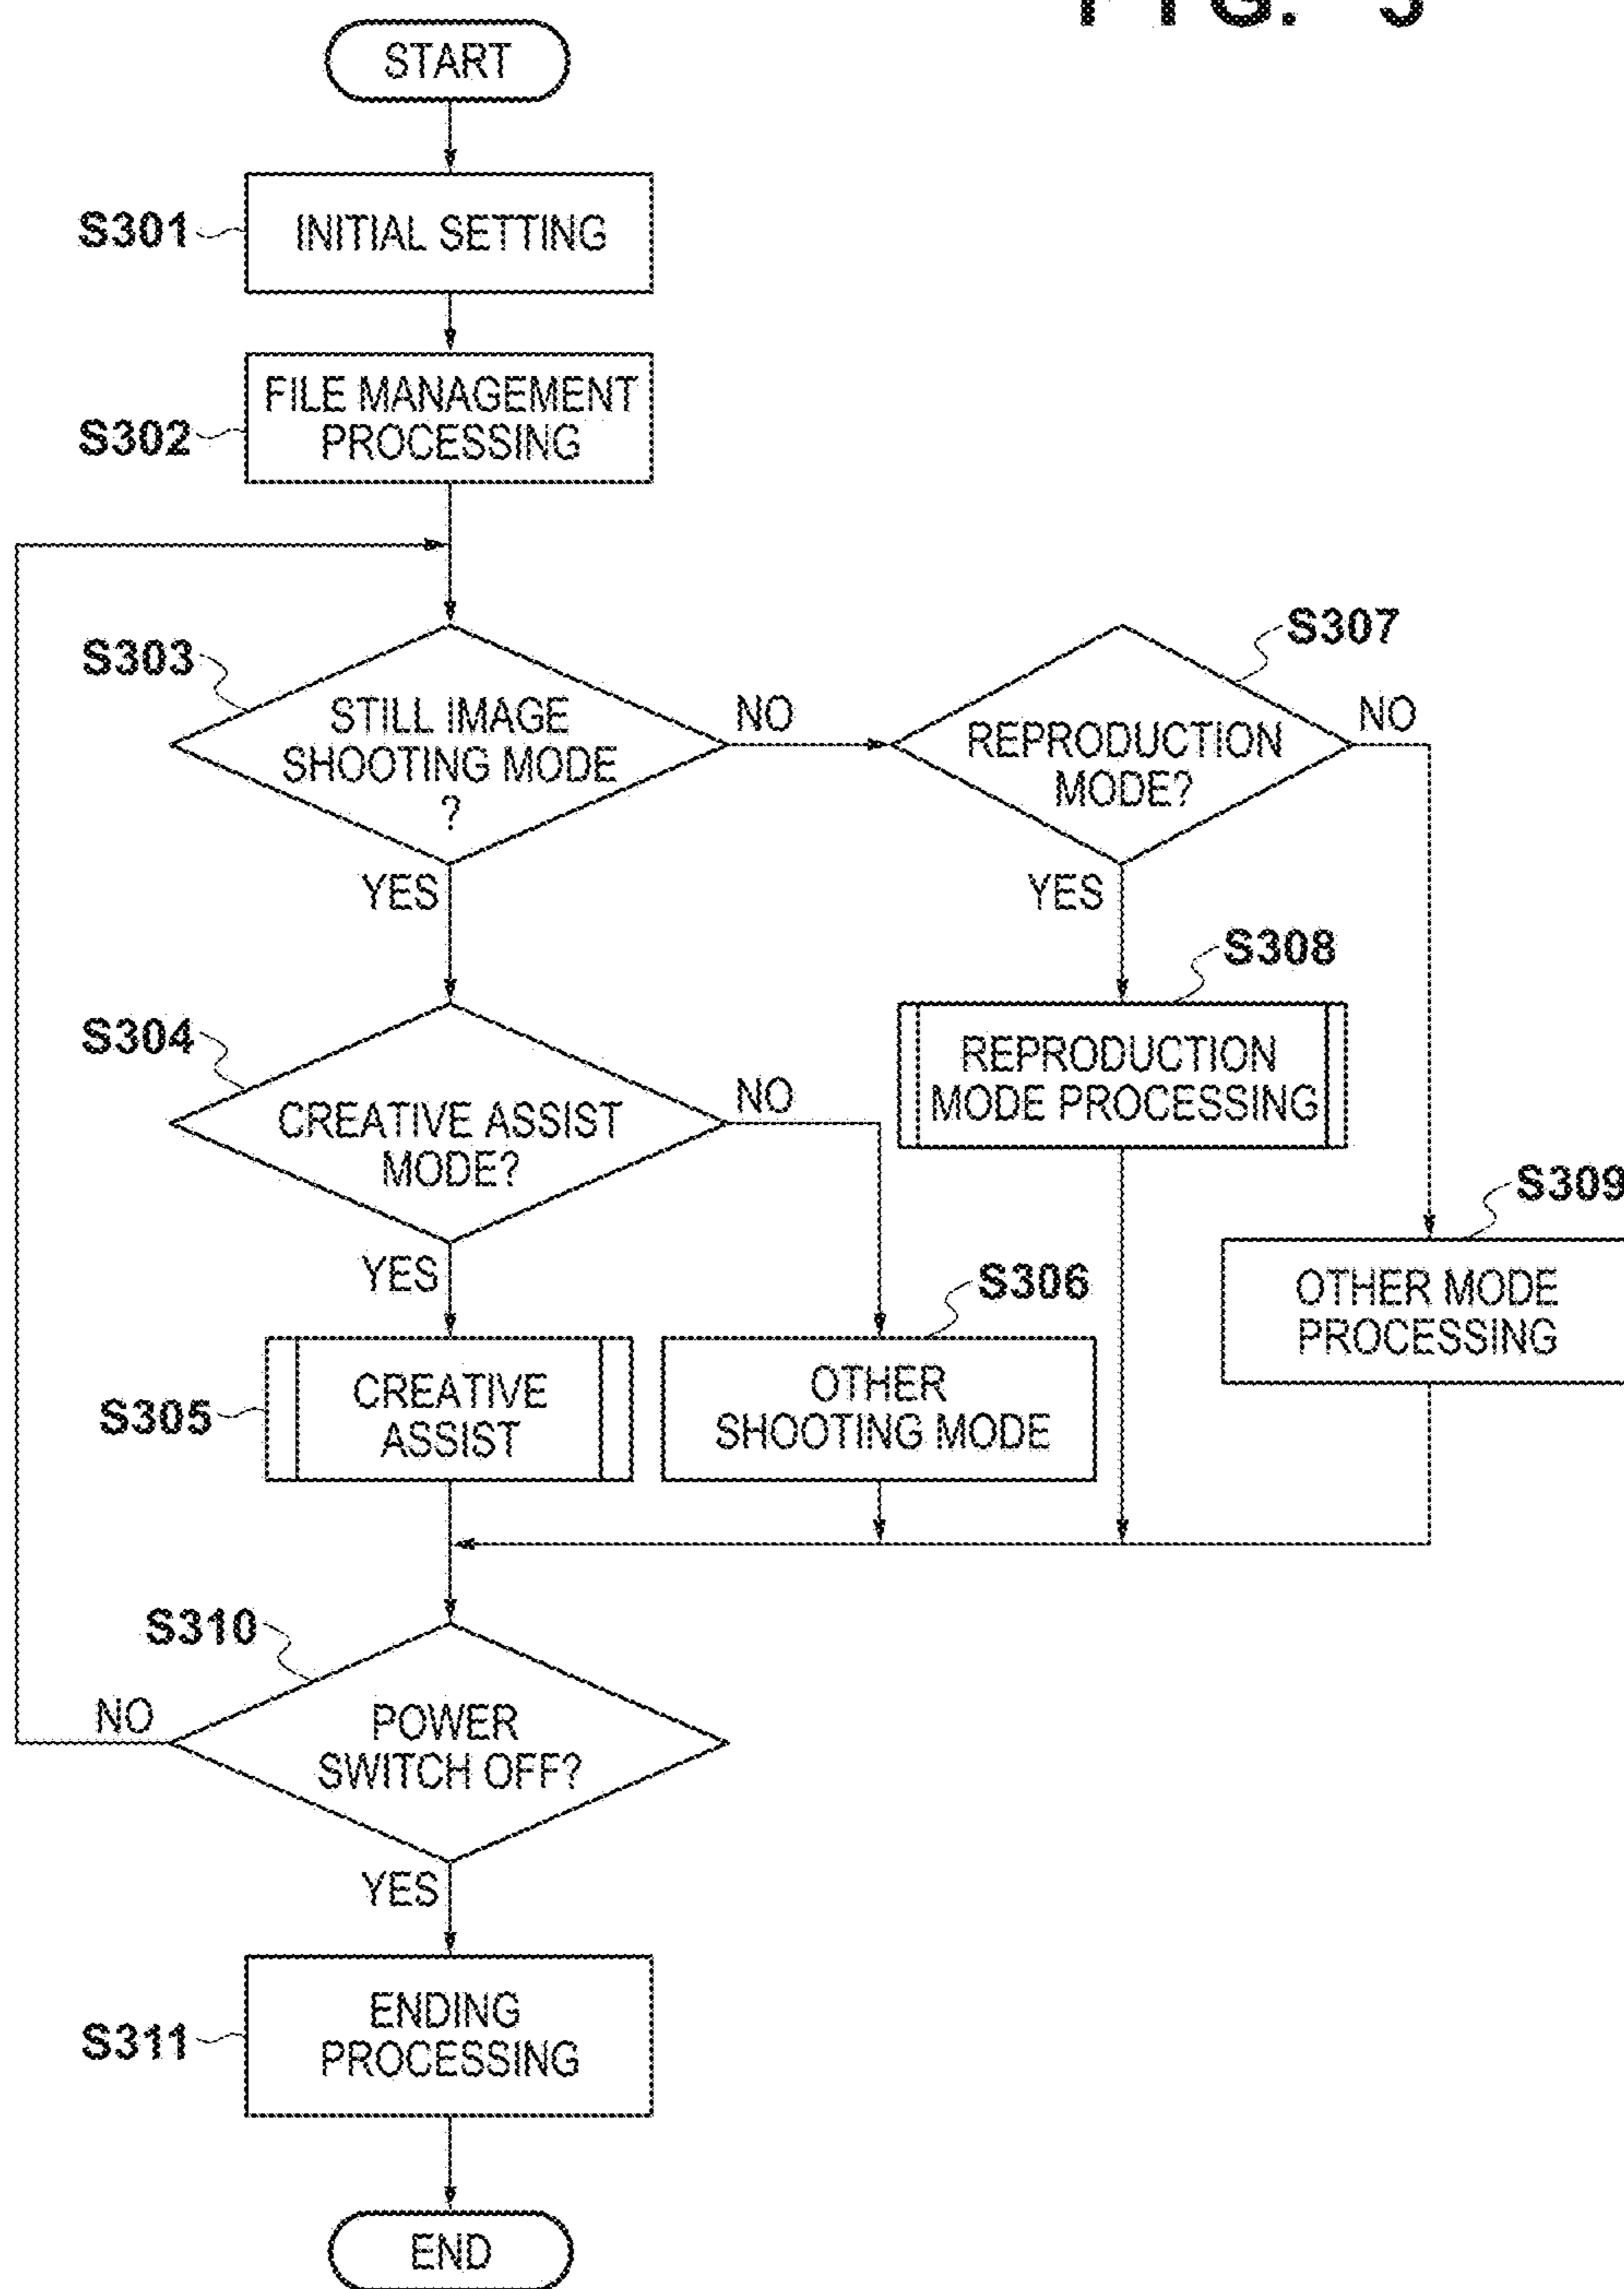 FIG. 3
START
S301
INITIAL SETTING
S302
FILE MANAGEMENT
PROCESSING
S303
STILL IMAGE
SHOOTING MODE
?
NO
YES
S307
REPRODUCTION
MODE?
NO
YES
S304
CREATIVE ASSIST
MODE?
NO
YES
S308
REPRODUCTION
MODE PROCESSING
S309
OTHER MODE
PROCESSING
S305
CREATIVE
ASSIST
S306
OTHER
SHOOTING MODE
S310
POWER
SWITCH OFF?
NO
YES
S311
ENDING
PROCESSING
END